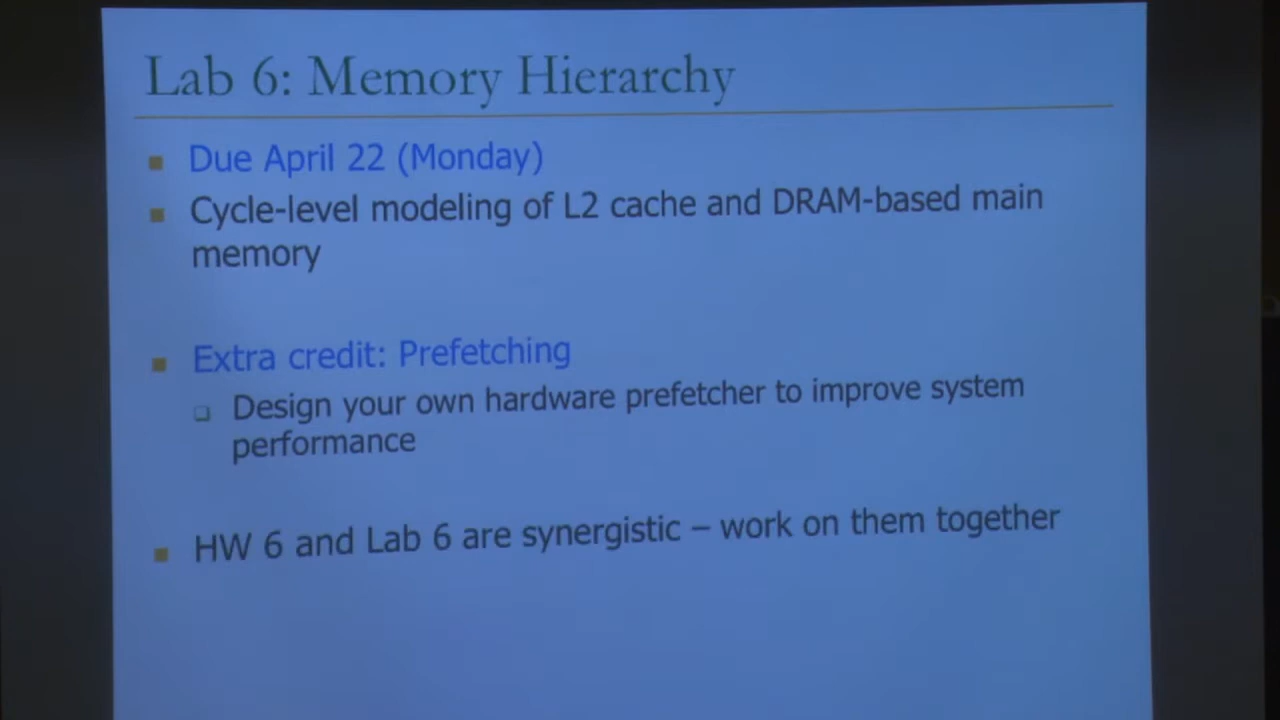 Lab 6: Memory Hierarchy
Due April 22 (Monday)
Cycle-level modeling of L2 cache and DRAM-based main
memory
Extra credit: Prefetching
Design your own hardware prefetcher to improve system
performance
HW 6 and Lab 6 are synergistic – work on them together